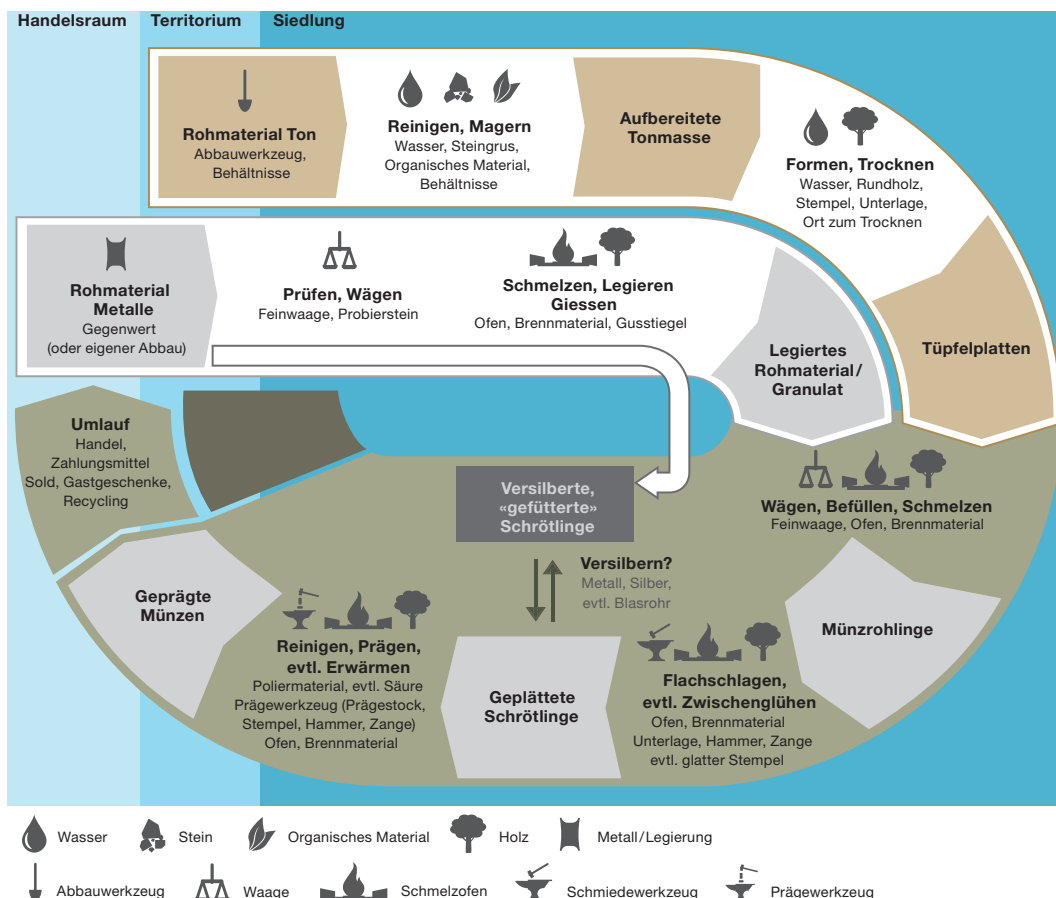 Handelsraum
Territorium
Siedlung
Rohmaterial Ton
Abbauwerkzeug,
Behältnisse
Reinigen, Magern
Wasser, Steingrus,
Organisches Material,
Behältnisse
Aufbereitete
Tonmasse
Formen, Trocknen
Wasser, Rundholz,
Stempel, Unterlage,
Ort zum Trocknen
Tüpfelplatten
Rohmaterial
Metalle
Gegenwert
(oder eigener Abbau)
Prüfen, Wägen
Feinwaage, Probierstein
Schmelzen, Legieren
Giessen
Ofen, Brennmaterial, Gusstiegel
Legiertes
Rohmaterial/
Granulat
Wägen, Befüllen, Schmelzen
Feinwaage, Ofen, Brennmaterial
Münzrohlinge
Flachschlagen,
evtl. Zwischenglühen
Ofen, Brennmaterial
Unterlage, Hammer, Zange
evtl. glatter Stempel
Geplättete
Schrötlinge
Versilbern?
Metall, Silber,
evtl. Blasrohr
Versilberte,
«gefütterte»
Schrötlinge
Reinigen, Prägen,
evtl. Erwärmen
Poliermaterial, evtl. Säure
Prägewerkzeug (Prägestock,
Stempel, Hammer, Zange)
Ofen, Brennmaterial
Geprägte
Münzen
Umlauf
Handel,
Zahlungsmittel
Sold, Gastgeschenke,
Recycling
Wasser
Stein
Organisches Material
Holz
Metall/Legierung
Abbauwerkzeug
Waage
Schmelzofen
Schmiedewerkzeug
Prägewerkzeug